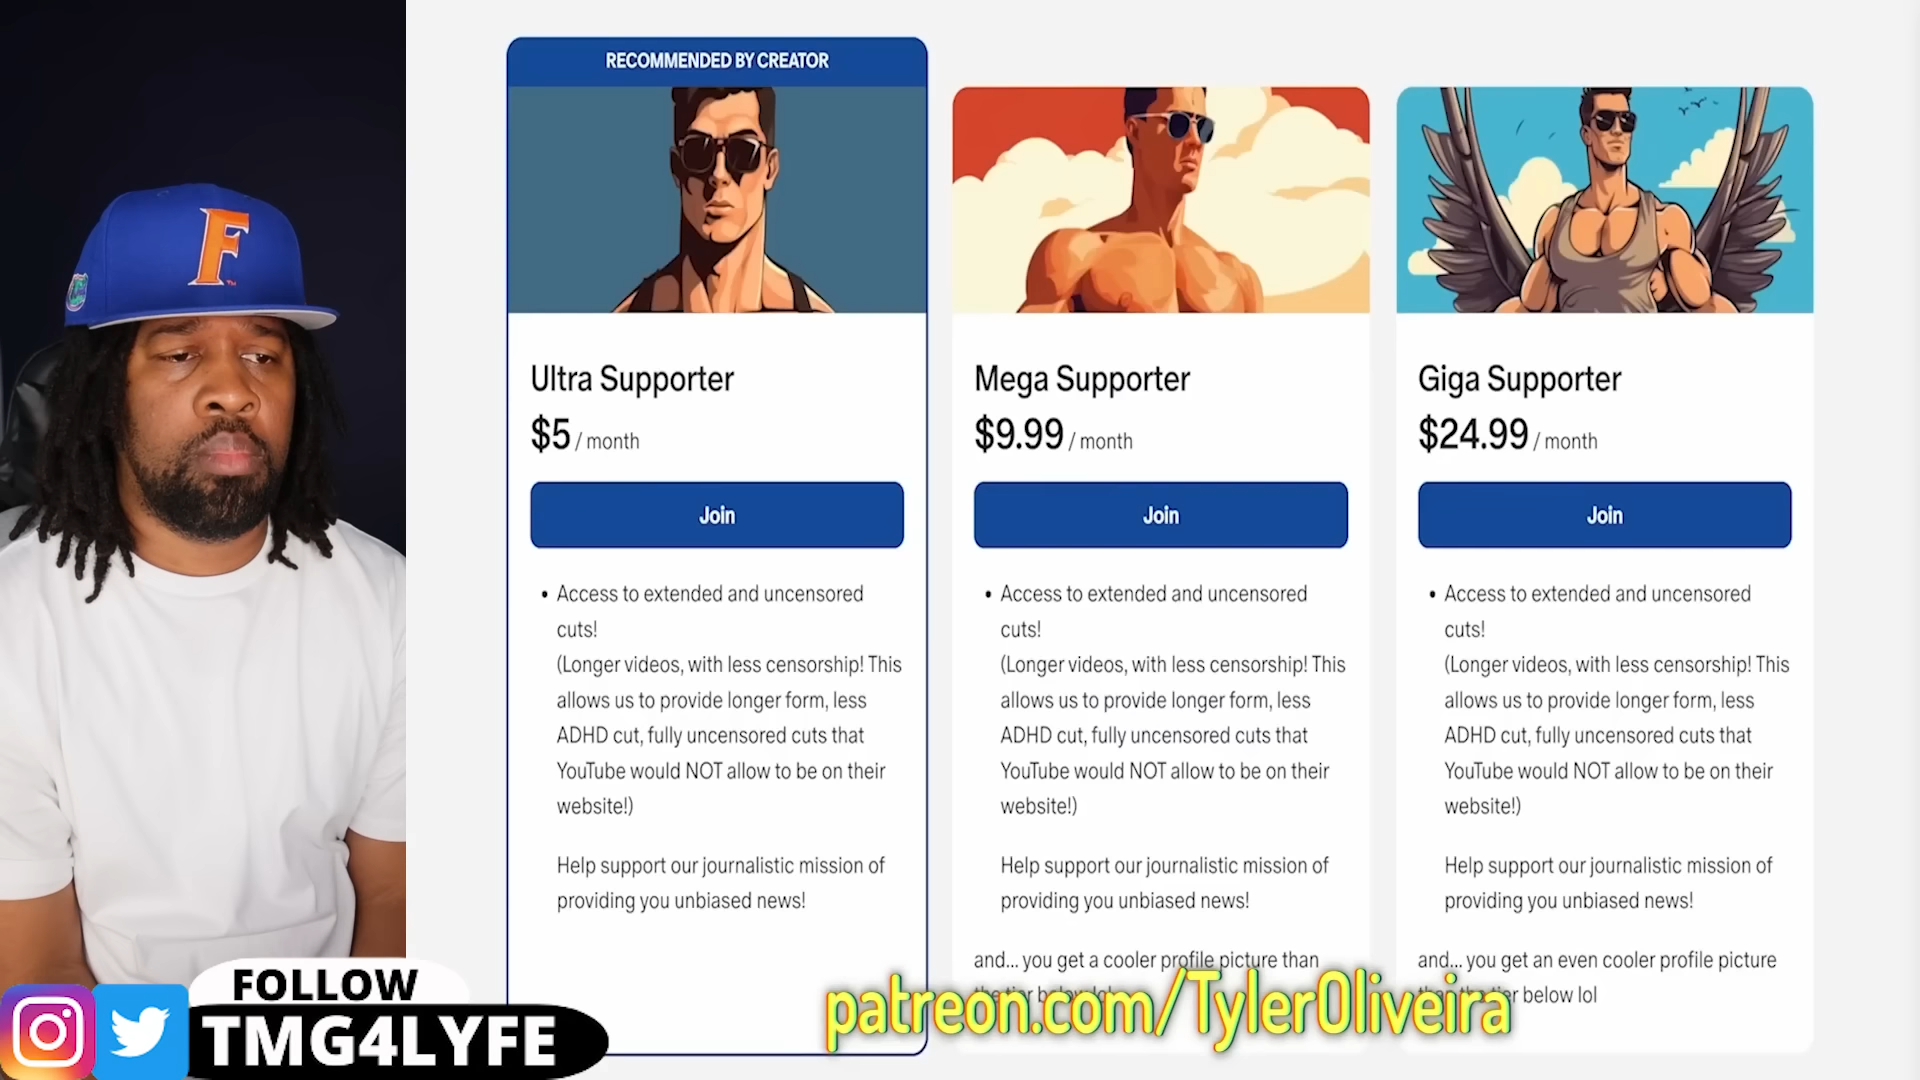 RECOMMENDED BY CREATOR
Ultra Supporter
$5 / month
Join
• Access to extended and uncensored
cuts!
(Longer videos, with less censorship! This
allows us to provide longer form, less
ADHD cut, fully uncensored cuts that
YouTube would NOT allow to be on their
website!)
Help support our journalistic mission of
providing you unbiased news!
Mega Supporter
$9.99 / month
Join
• Access to extended and uncensored
cuts!
(Longer videos, with less censorship! This
allows us to provide longer form, less
ADHD cut, fully uncensored cuts that
YouTube would NOT allow to be on their
website!)
Help support our journalistic mission of
providing you unbiased news!
and... you get a cooler profile picture than
Giga Supporter
$24.99 / month
Join
• Access to extended and uncensored
cuts!
(Longer videos, with less censorship! This
allows us to provide longer form, less
ADHD cut, fully uncensored cuts that
YouTube would NOT allow to be on their
website!)
Help support our journalistic mission of
providing you unbiased news!
and... you get an even cooler profile picture
than the tier below lol
patreon.com/TylerOliveira
F
FOLLOW
TMG4LYFE